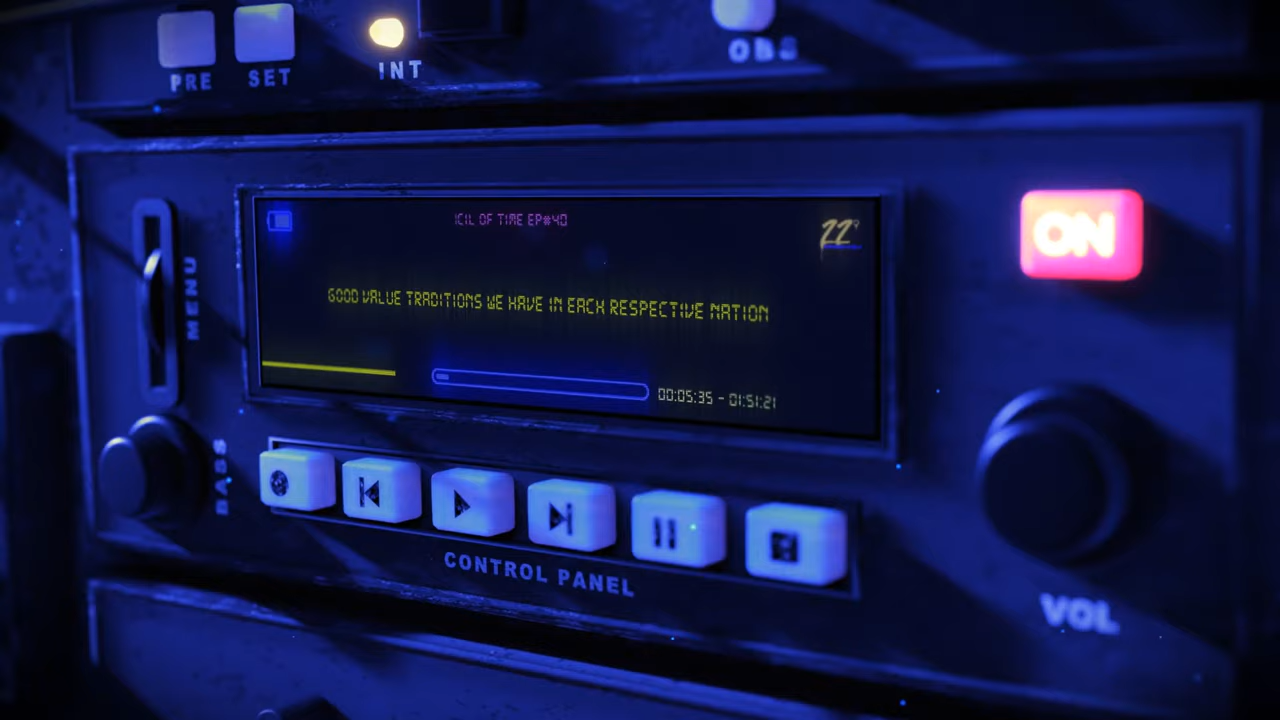 PRE
SET
INT
OBS
ICIL OF TIME EP#40
22°
ON
MENU
GOOD VALUE TRADITIONS WE HAVE IN EACH RESPECTIVE NATION
00:05:35 - 01:51:21
BASS
CONTROL PANEL
VOL